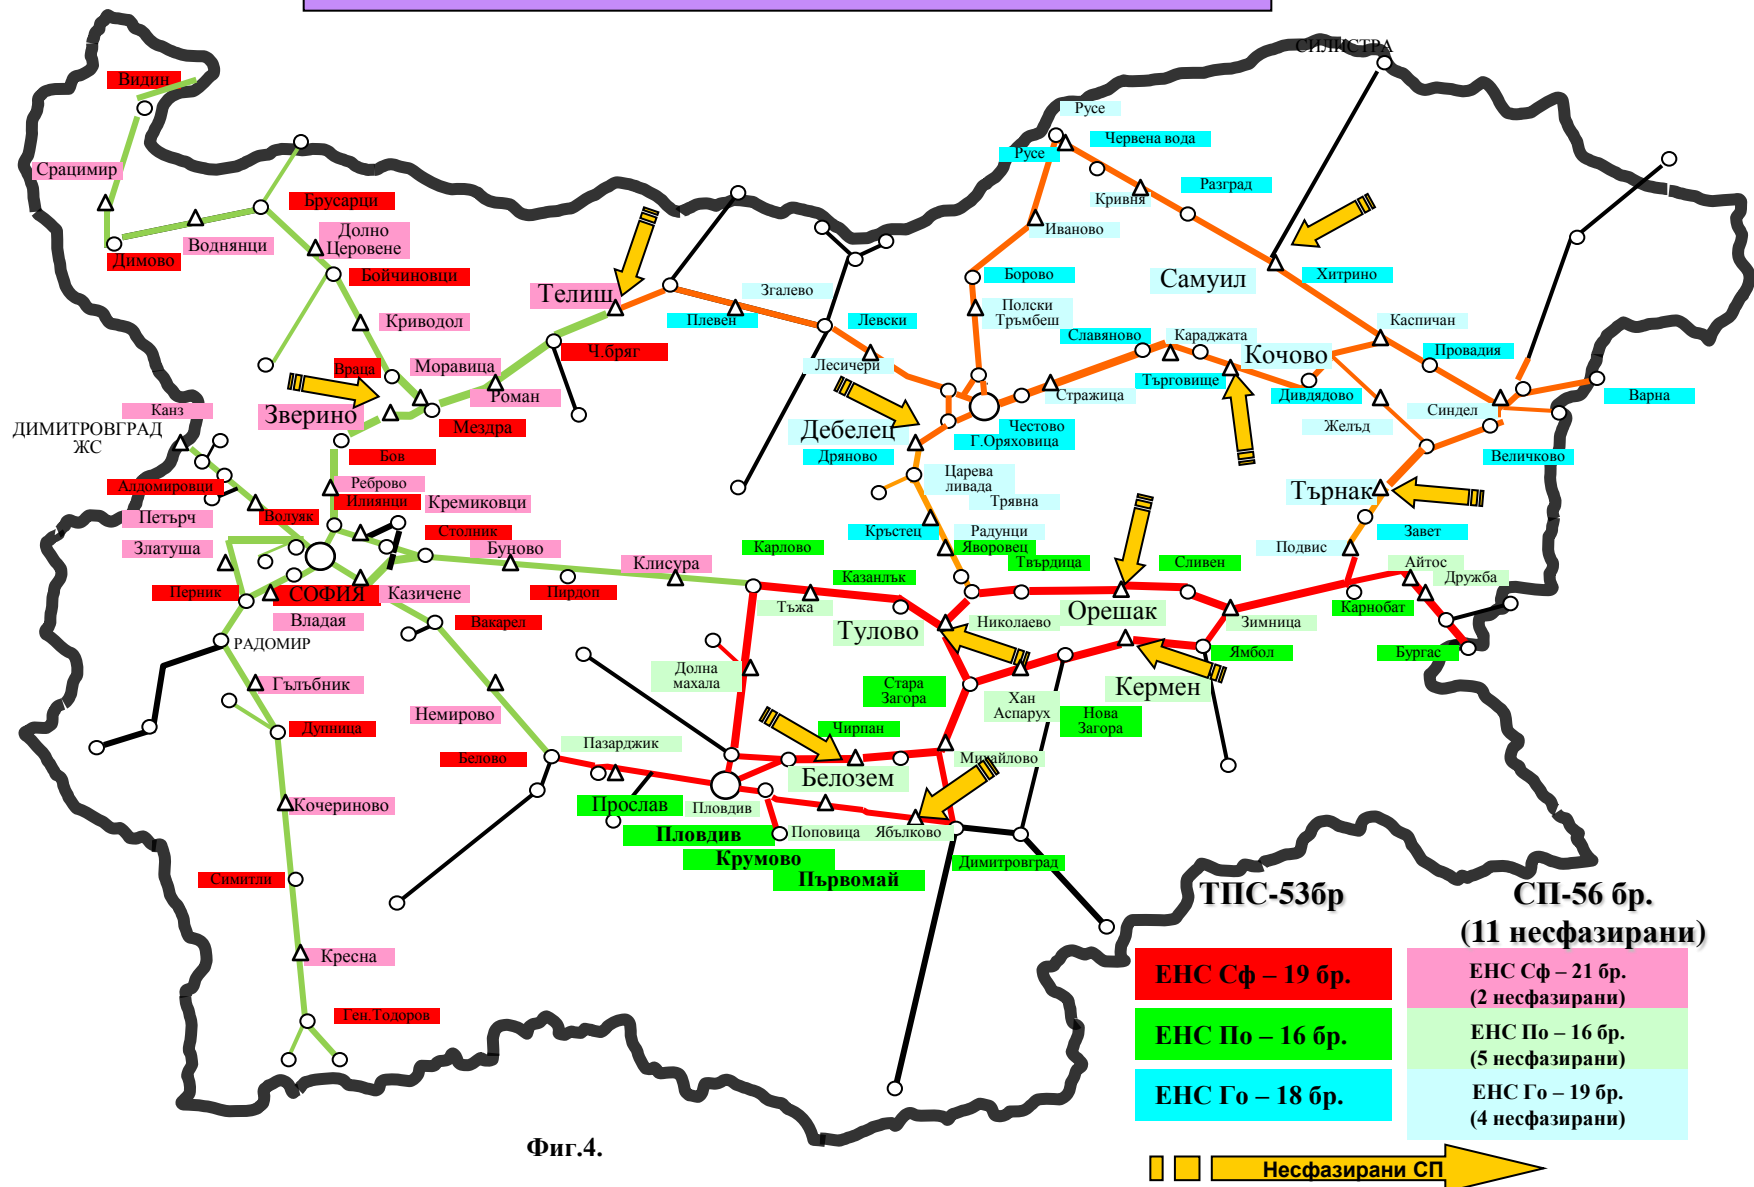 СИЛИСТРА
Видин
Русе
Червена вода
Русе
Срацимир
Разград
Кривня
Брусарци
Долно
Церовене
Воднянци
Димово
Иваново
Бойчиновци
Борово
Хитрино
Самуил
Телиш
Згалево
Полски
Тръмбеш
Криводол
Плевен
Левски
Славяново
Караджата
Каспичан
Ч.бряг
Кочово
Провадия
Враца
Моравица
Лесичери
Търговище
Дивдядово
Варна
Роман
Стражица
Канз
Зверино
Синдел
ДИМИТРОВГРАД
ЖС
Мездра
Дебелец
Честово
Г.Оряховица
Желъд
Бов
Дряново
Величково
Алдомировци
Реброво
Царева
ливада
Търнак
Илиянци
Кремиковци
Трявна
Петърч
Волуяк
Столник
Кръстец
Радунци
Завет
Златуша
Буново
Клисура
Карлово
Яворовец
Твърдица
Сливен
Подвис
Айтос
Казанлък
Дружба
Перник
СОФИЯ
Казичене
Пирдоп
Тъжа
Орешак
Карнобат
Владая
Вакарел
Тулово
Николаево
Зимница
РАДОМИР
Ямбол
Бургас
Долна
махала
Гълъбник
Стара
Загора
Кермен
Немирово
Хан
Аспарух
Нова
Загора
Дупница
Чирпан
Пазарджик
Белово
Михайлово
Белозем
Кочериново
Прослав
Пловдив
Пловдив
Поповица
Ябълково
Крумово
Димитровград
Първомай
Симитли
ТПС-53бр
СП-56 бр.
(11 несфазирани)
Кресна
ЕНС Сф – 19 бр.
ЕНС Сф – 21 бр.
(2 несфазирани)
Ген.Тодоров
ЕНС По – 16 бр.
ЕНС По – 16 бр.
(5 несфазирани)
ЕНС Го – 18 бр.
ЕНС Го – 19 бр.
(4 несфазирани)
Фиг.4.
Несфазирани СП